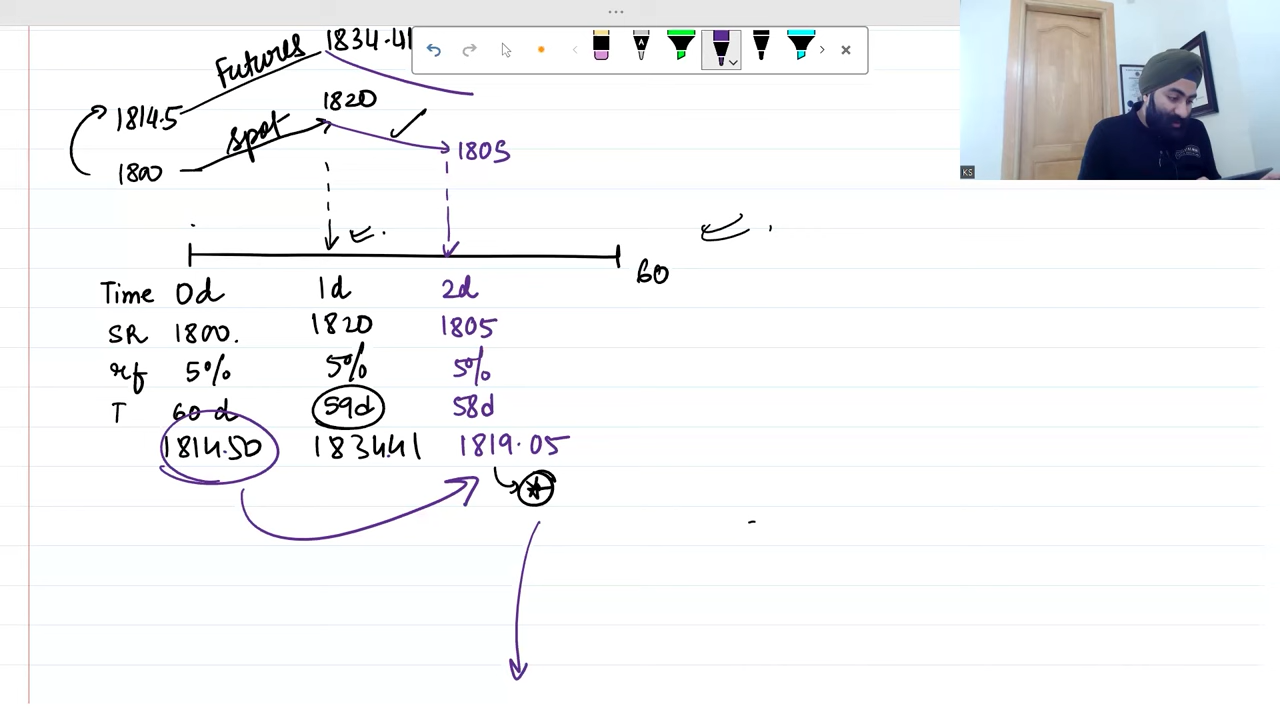 Futures 1834.41
1820
1814.5
Spot
1805
1800
60
Time 0d 1d 2d
SR 1800. 1820 1805
rf 5% 5% 5%
T 60 d 59d 58d
1814.50 1834.41 1819.05
KS